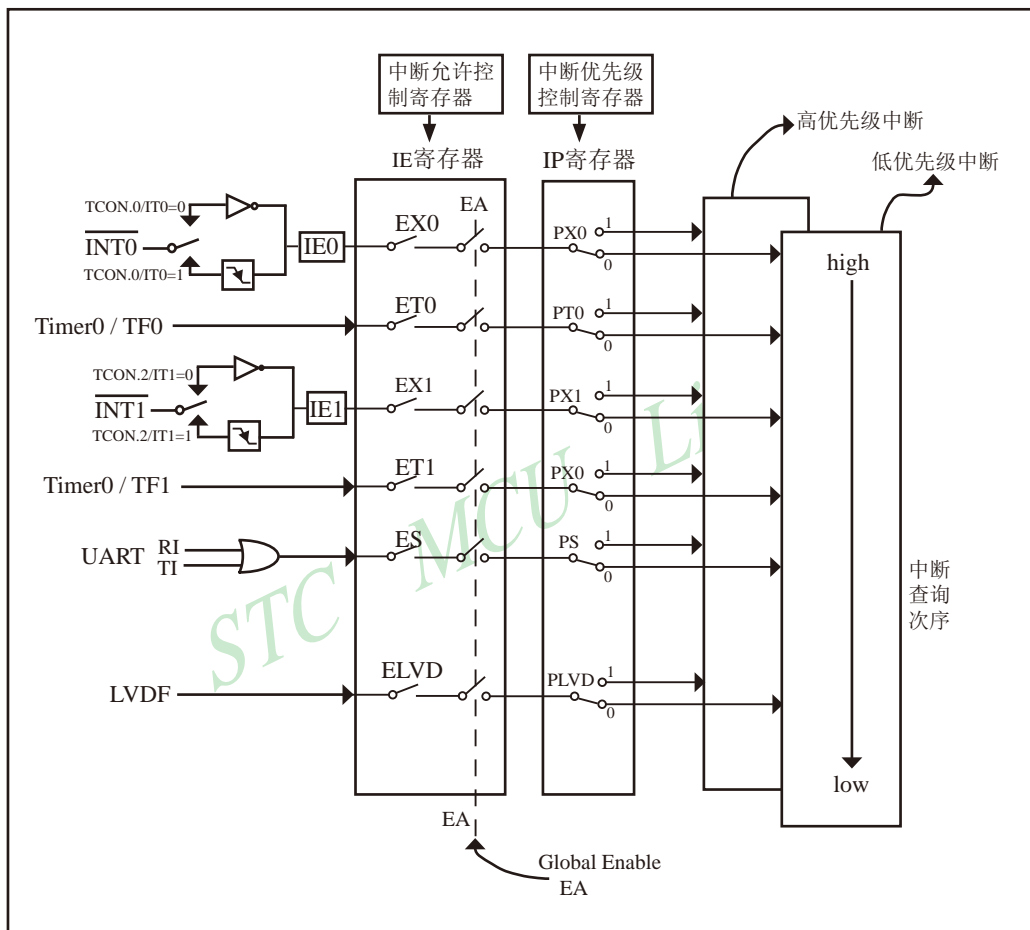 中断允许控
制寄存器
中断优先级
控制寄存器
高优先级中断
低优先级中断
IE寄存器
IP寄存器
TCON.0/IT0=0
INT0
TCON.0/IT0=1
IE0
EX0
EA
PX0
1
0
high
Timer0 / TF0
ET0
PT0
1
0
TCON.2/IT1=0
INT1
TCON.2/IT1=1
IE1
EX1
PX1
1
0
Timer0 / TF1
ET1
PX0
1
0
UART
RI
TI
ES
PS
1
0
中断
查询
次序
STC MCU Li
LVDF
ELVD
PLVD
1
0
low
EA
Global Enable
EA